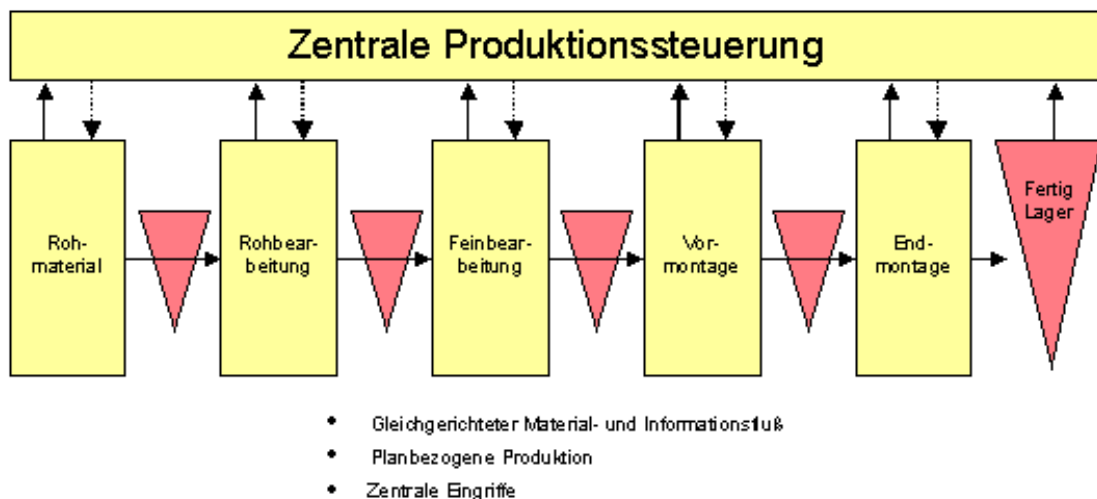 Zentrale Produktionssteuerung
Roh-
material
Rohbear-
beitung
Feinbear-
beitung
Vor-
montage
End-
montage
Fertig
Lager
• Gleichgerichteter Material- und Informationsfluß
• Planbezogene Produktion
• Zentrale Eingriffe